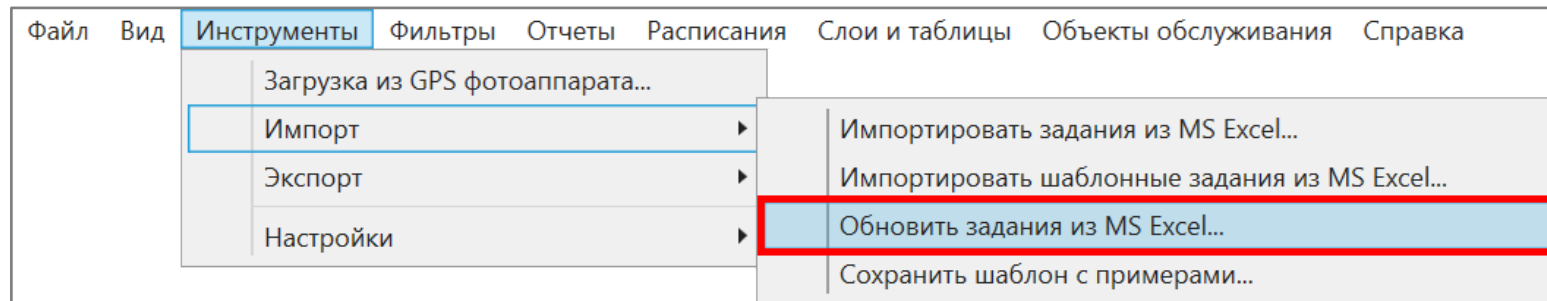 Файл Вид Инструменты Фильтры Отчеты Расписания Слои и таблицы Объекты обслуживания Справка
Загрузка из GPS фотоаппарата...
Импорт
Экспорт
Настройки
Импортировать задания из MS Excel...
Импортировать шаблонные задания из MS Excel...
Обновить задания из MS Excel...
Сохранить шаблон с примерами...